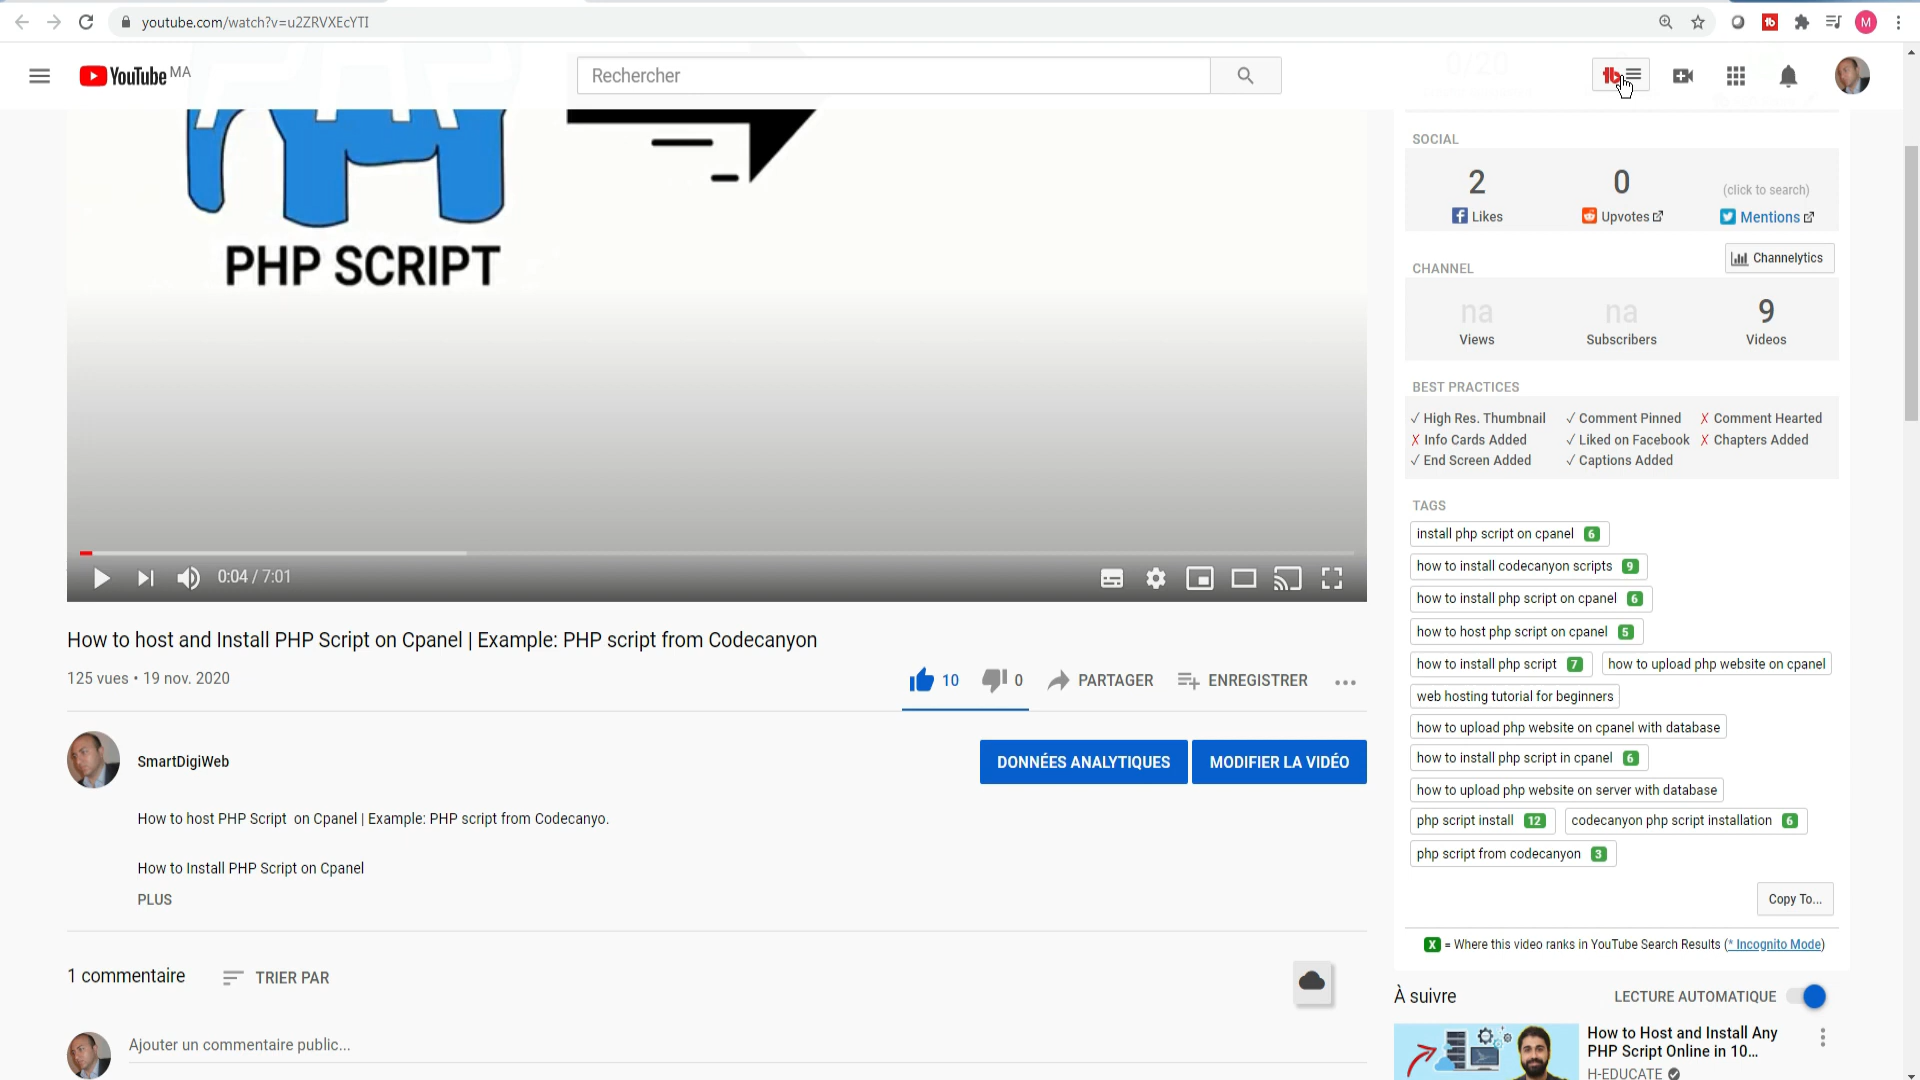 youtube.com/watch?v=u2ZRVXEcYTI
M
YouTube MA
Rechercher
PHP SCRIPT
0:04 / 7:01
How to host and Install PHP Script on Cpanel | Example: PHP script from Codecanyon
125 vues • 19 nov. 2020
10
0
PARTAGER
ENREGISTRER
SmartDigiWeb
DONNÉES ANALYTIQUES
MODIFIER LA VIDÉO
How to host PHP Script  on Cpanel | Example: PHP script from Codecanyo.
How to Install PHP Script on Cpanel
PLUS
1 commentaire
TRIER PAR
Ajouter un commentaire public...
SOCIAL
2
0
(click to search)
Likes
Upvotes
Mentions
CHANNEL
Channelytics
na
na
9
Views
Subscribers
Videos
BEST PRACTICES
✓ High Res. Thumbnail ✓ Comment Pinned ✗ Comment Hearted
✗ Info Cards Added ✓ Liked on Facebook ✗ Chapters Added
✓ End Screen Added ✓ Captions Added
TAGS
install php script on cpanel 6
how to install codecanyon scripts 9
how to install php script on cpanel 6
how to host php script on cpanel 5
how to install php script 7 how to upload php website on cpanel
web hosting tutorial for beginners
how to upload php website on cpanel with database
how to install php script in cpanel 6
how to upload php website on server with database
php script install 12 codecanyon php script installation 6
php script from codecanyon 3
Copy To...
X = Where this video ranks in YouTube Search Results (* Incognito Mode)
À suivre
LECTURE AUTOMATIQUE
How to Host and Install Any
PHP Script Online in 10...
H-EDUCATE